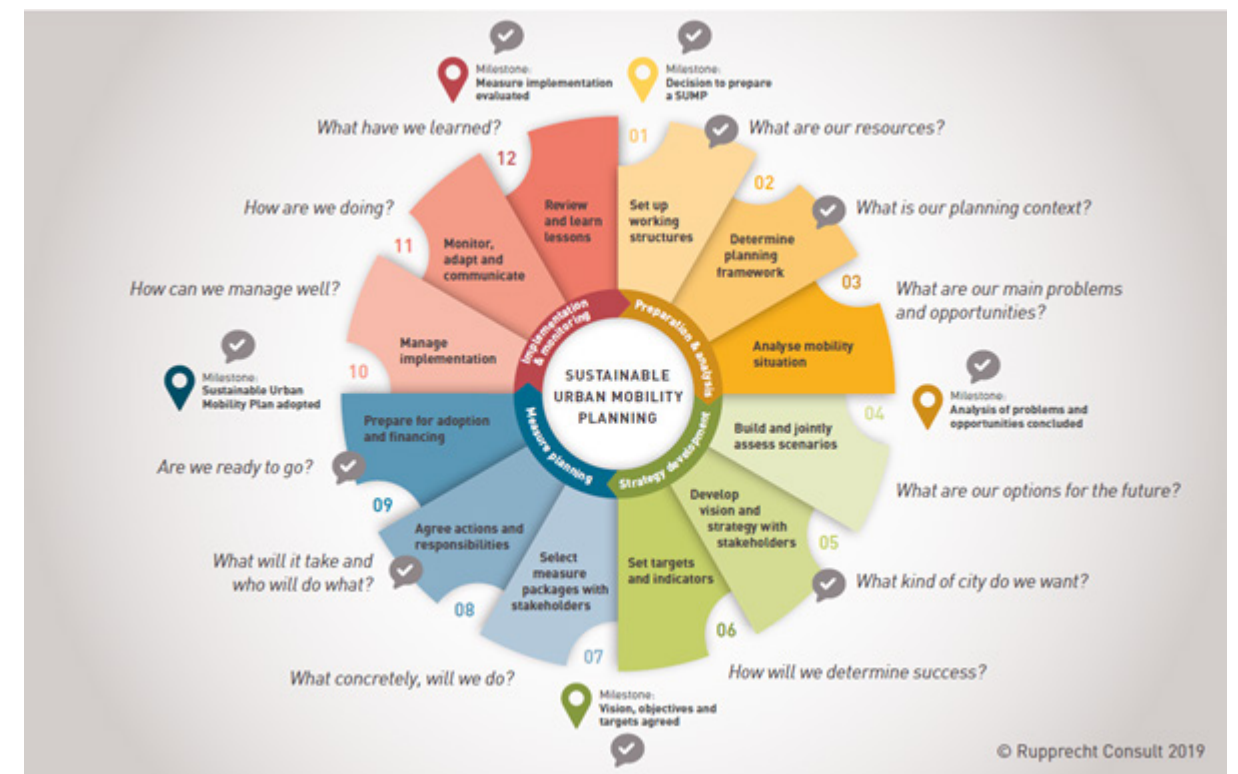 Milestone:
Measure implementation
evaluated
Milestone:
Decision to prepare
a SUMP
What have we learned?
12
Review
and learn
lessons
01
Set up
working
structures
What are our resources?
02
Determine
planning
framework
What is our planning context?
03
Analyse mobility
situation
What are our main problems
and opportunities?
Milestone:
Analysis of problems and
opportunities concluded
04
Build and jointly
assess scenarios
What are our options for the future?
05
Develop
vision and
strategy with
stakeholders
What kind of city do we want?
06
Set targets
and indicators
How will we determine success?
Milestone:
Vision, objectives and
targets agreed
07
Select
measure
packages with
stakeholders
What concretely, will we do?
08
Agree actions and
responsibilities
What will it take and
who will do what?
09
Prepare for adoption
and financing
Are we ready to go?
Milestone:
Sustainable Urban
Mobility Plan adopted
10
Manage
implementation
How can we manage well?
11
Monitor,
adapt and
communicate
How are we doing?
Implementation
& monitoring
Preparation & analysis
Strategy development
Measure planning
SUSTAINABLE
URBAN MOBILITY
PLANNING
© Rupprecht Consult 2019